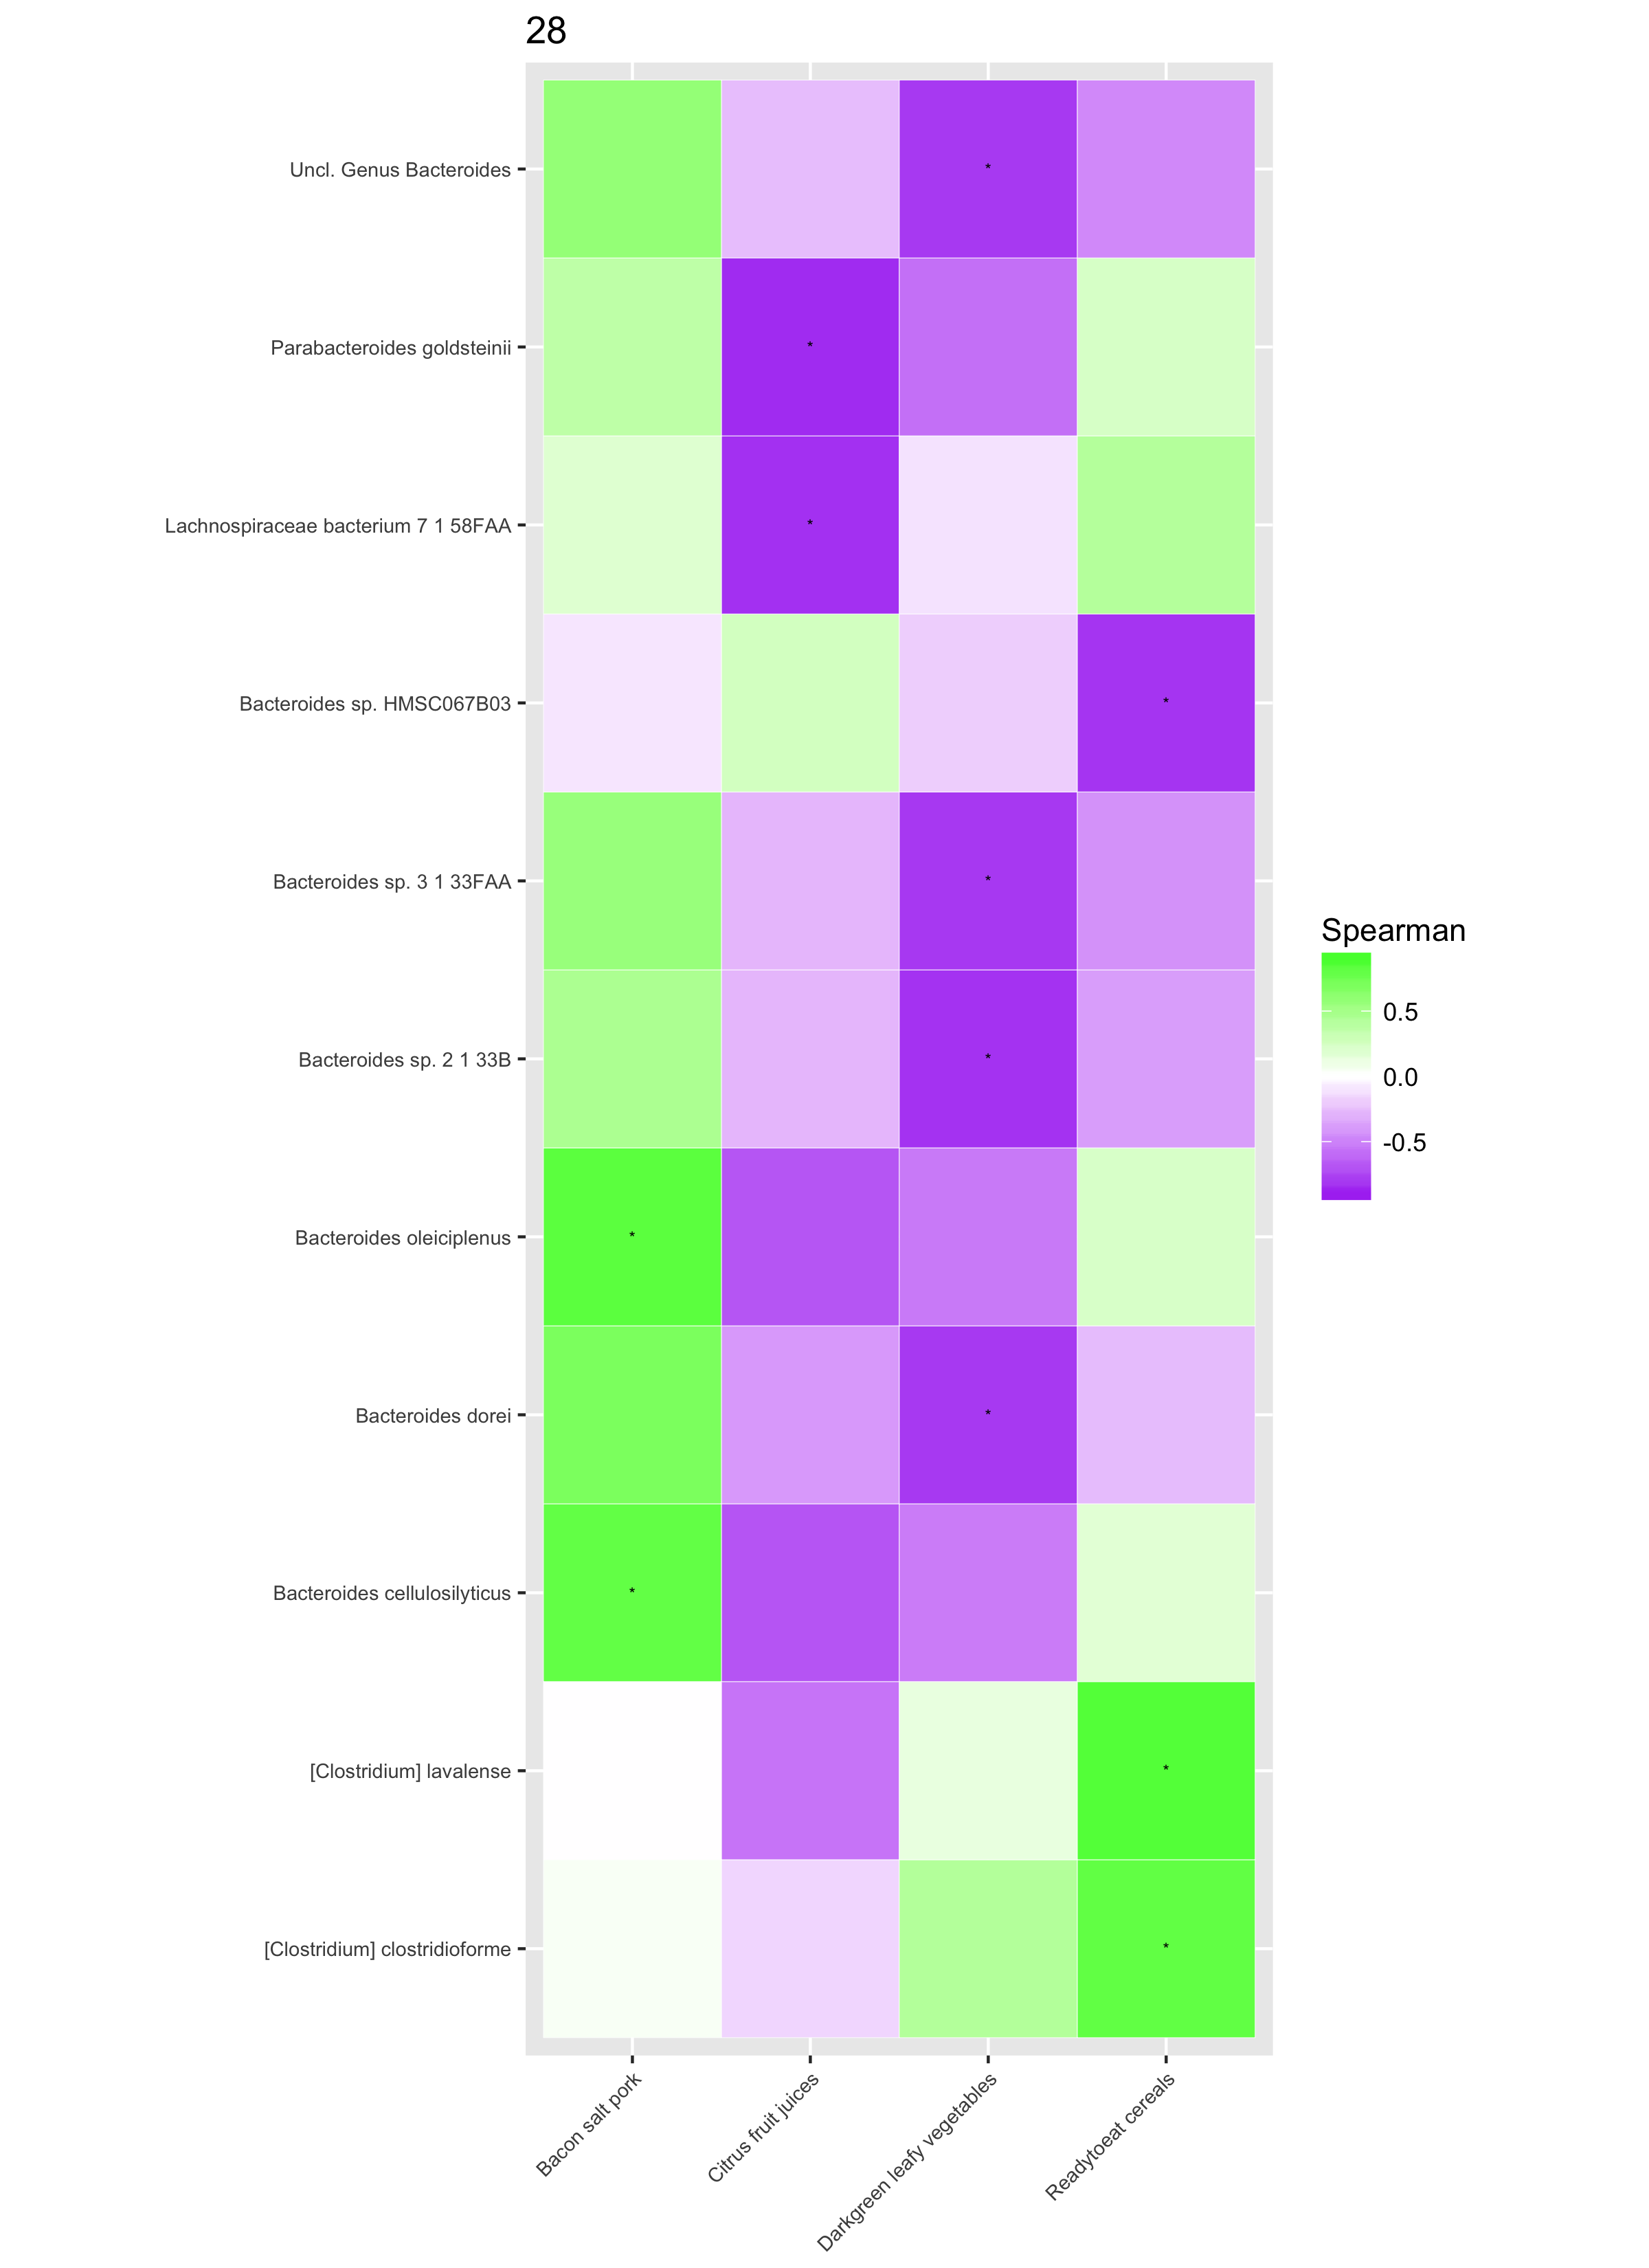 28
Uncl. Genus Bacteroides
*
Parabacteroides goldsteinii
*
Lachnospiraceae bacterium 7 1 58FAA
*
Bacteroides sp. HMSC067B03
*
Bacteroides sp. 3 1 33FAA
*
Bacteroides sp. 2 1 33B
*
Bacteroides oleiciplenus
*
Bacteroides dorei
*
Bacteroides cellulosilyticus
*
[Clostridium] lavalense
*
[Clostridium] clostridioforme
*
Bacon salt pork
Citrus fruit juices
Darkgreen leafy vegetables
Readytoeat cereals
Spearman
0.5
0.0
-0.5